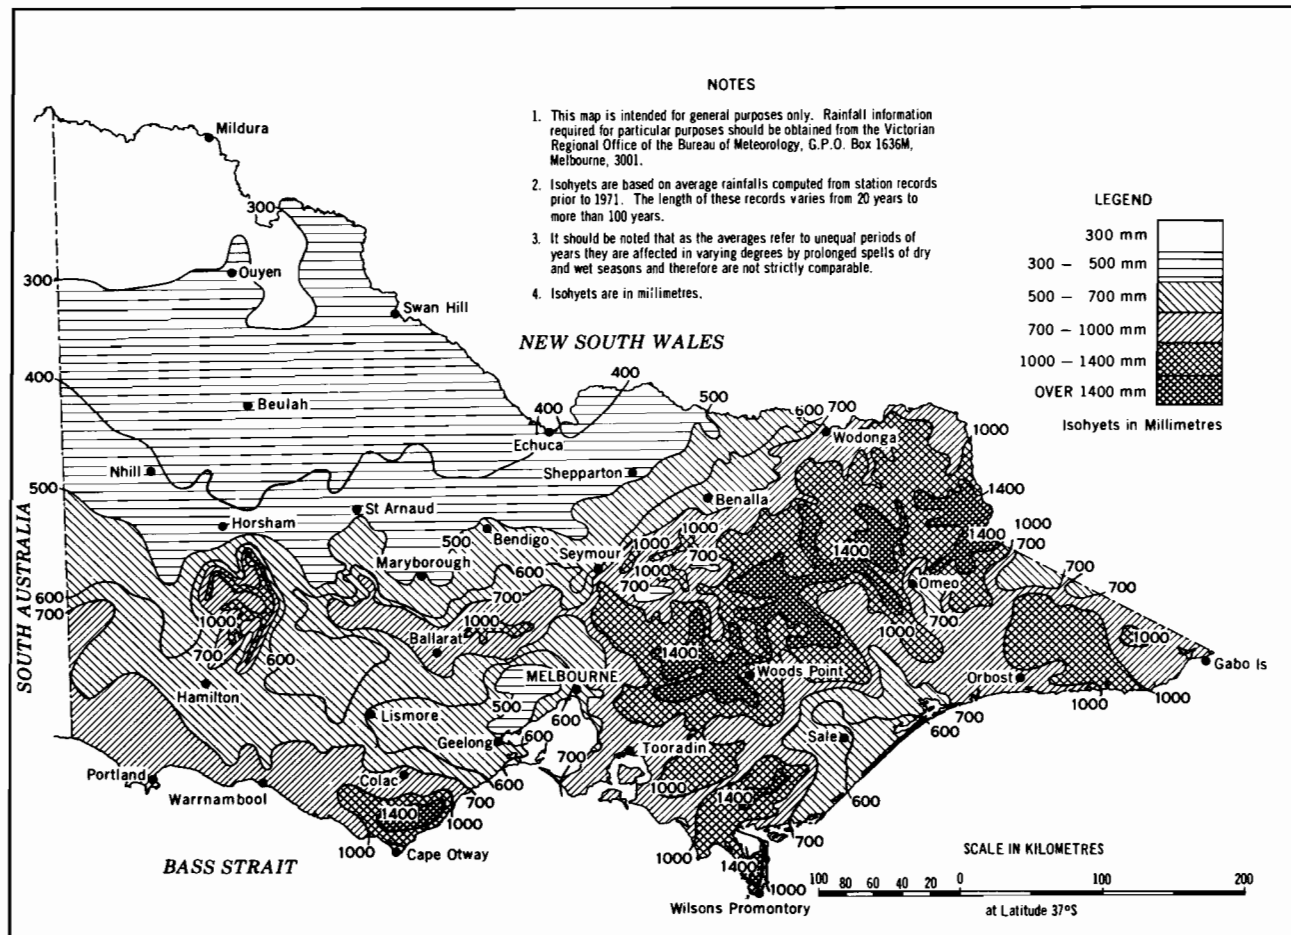 NOTES
1. This map is intended for general purposes only. Rainfall information
required for particular purposes should be obtained from the Victorian
Regional Office of the Bureau of Meteorology, G.P.O. Box 1636M,
Melbourne, 3001.
2. Isohyets are based on average rainfalls computed from station records
prior to 1971. The length of these records varies from 20 years to
more than 100 years.
3. It should be noted that as the averages refer to unequal periods of
years they are affected in varying degrees by prolonged spells of dry
and wet seasons and therefore are not strictly comparable.
4. Isohyets are in millimetres.
LEGEND
300 mm
300 – 500 mm
500 – 700 mm
700 – 1000 mm
1000 – 1400 mm
OVER 1400 mm
Isohyets in Millimetres
Mildura
300
Ouyen
300
Swan Hill
NEW SOUTH WALES
400
400
Beulah
400
500
600 700
Wodonga
1000
Echuca
Nhill
Shepparton
500
Benalla
1400
St Arnaud
Horsham
500
Bendigo
1000
1000
1400
700
SOUTH AUSTRALIA
Seymour
1000
700
1400
Maryborough
600
1000
700
Omeo
700
700
600
700
700
1000
700
1000
Ballarat
1000
700
1000
1000
700
600
1400
Gabo Is
Hamilton
MELBOURNE
Woods Point
Orbost
500
600
1000
1000
Lismore
700
600
Geelong
600
Tooradin
Sale
Portland
Colac
700
600
1000
600
Warrnambool
700
1400
1400
1000
700
1000
Cape Otway
1000
1400
BASS STRAIT
1000
Wilsons Promontory
SCALE IN KILOMETRES
100 80 60 40 20 0 100 200
at Latitude 37°S